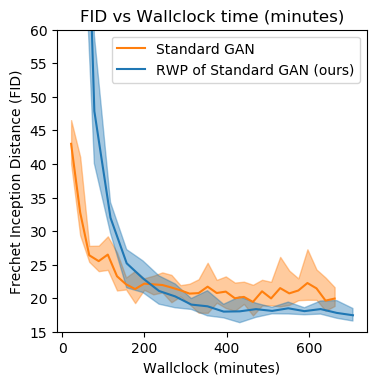 FID vs Wallclock time (minutes)
Standard GAN
RWP of Standard GAN (ours)
60
55
50
45
40
35
30
25
20
15
Frechet Inception Distance (FID)
0
200
400
600
Wallclock (minutes)